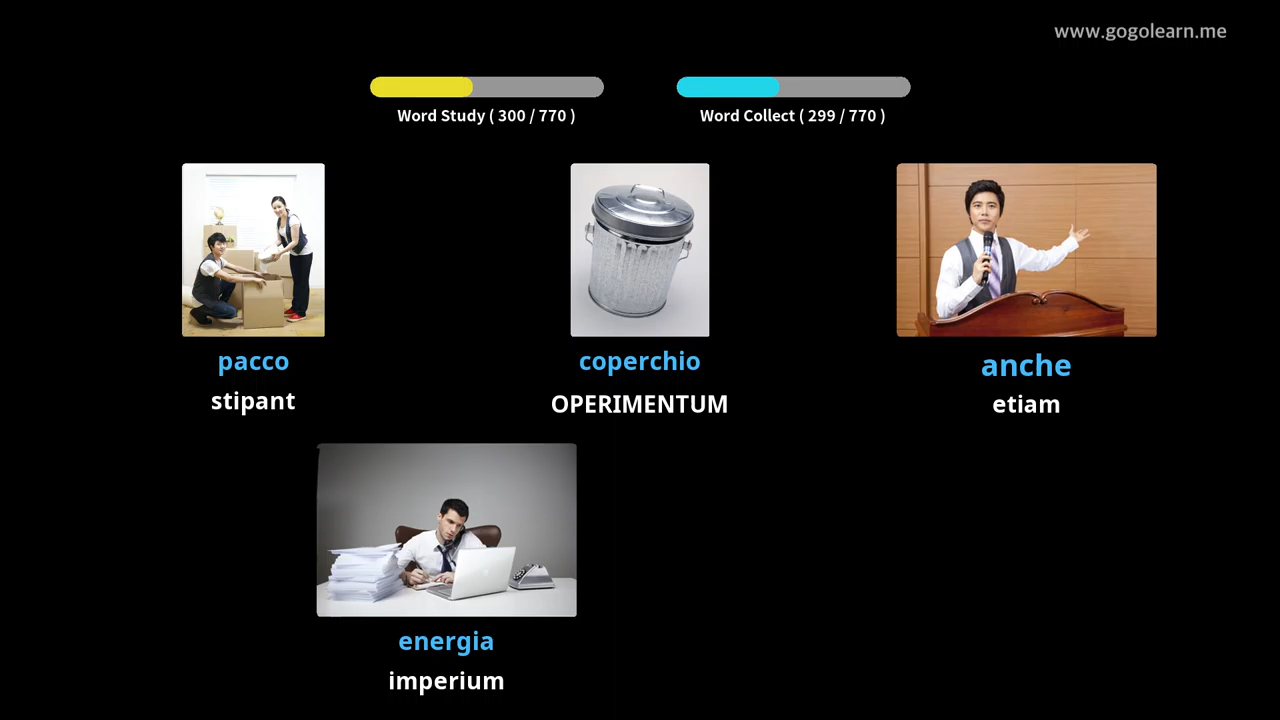 www.gogolearn.me
Word Study ( 300 / 770 )
Word Collect ( 299 / 770 )
pacco
stipant
coperchio
OPERIMENTUM
anche
etiam
energia
imperium